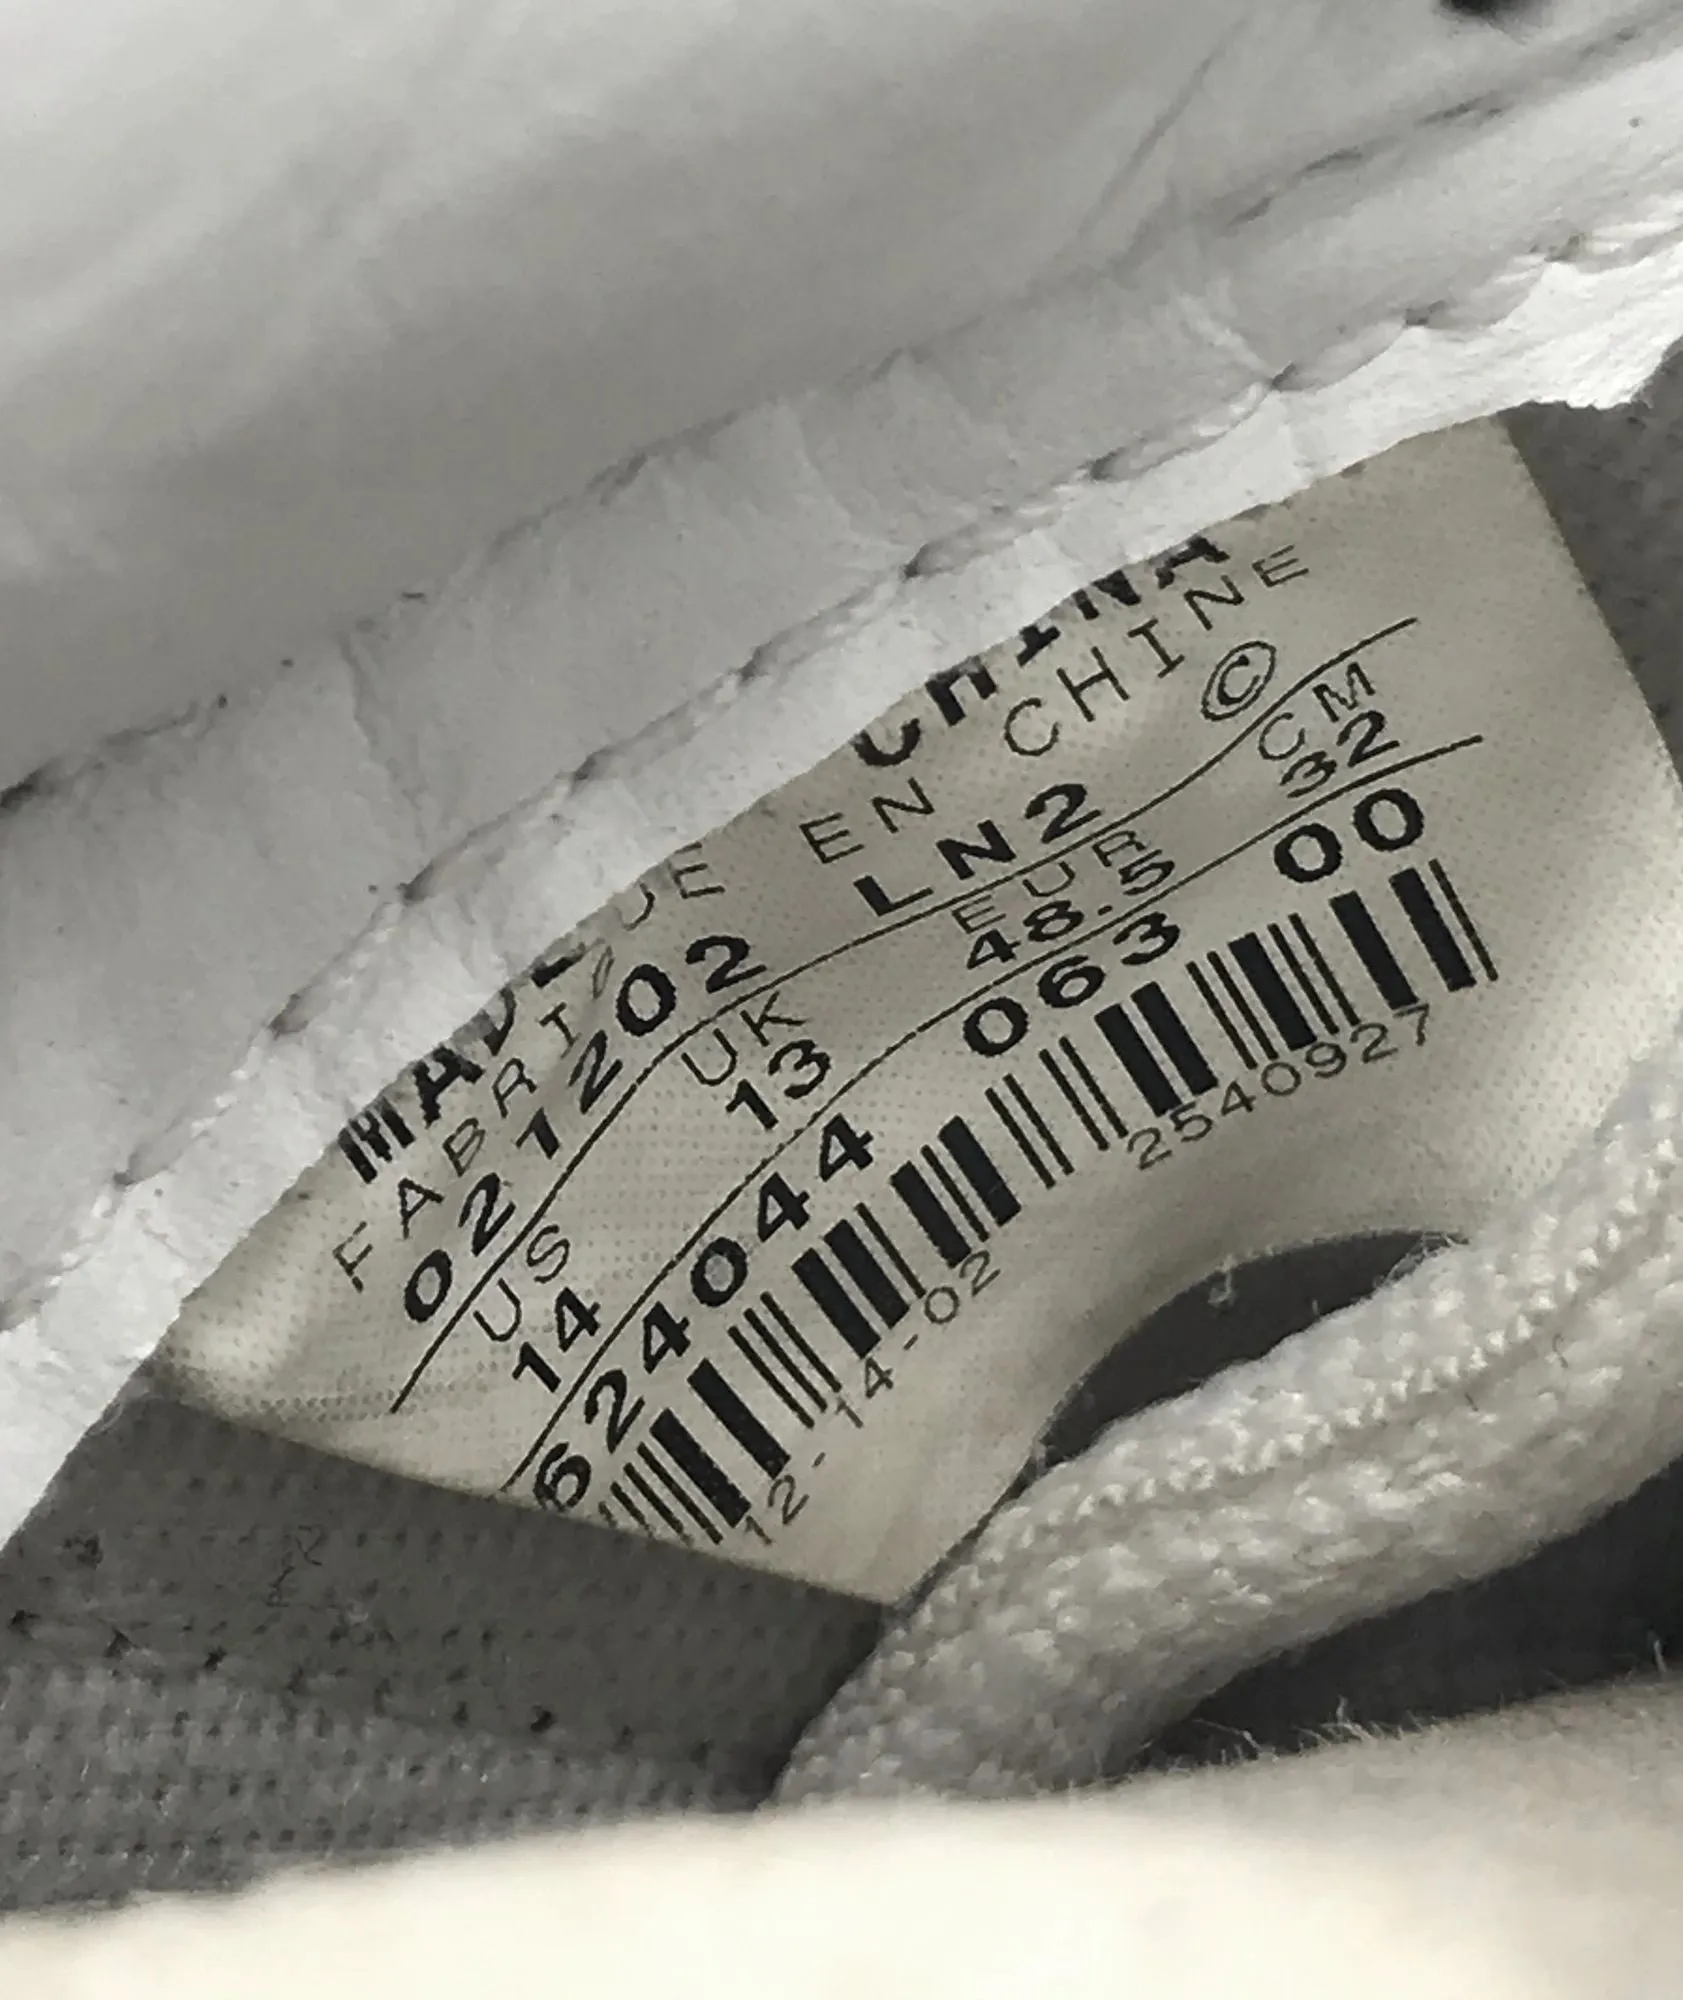 MADE CHINA
FABRIQUE EN CHINE
021202 LN2 ©
US UK EUR CM
14 13 48.5 32
624044 063 00
12-14-02 2540927